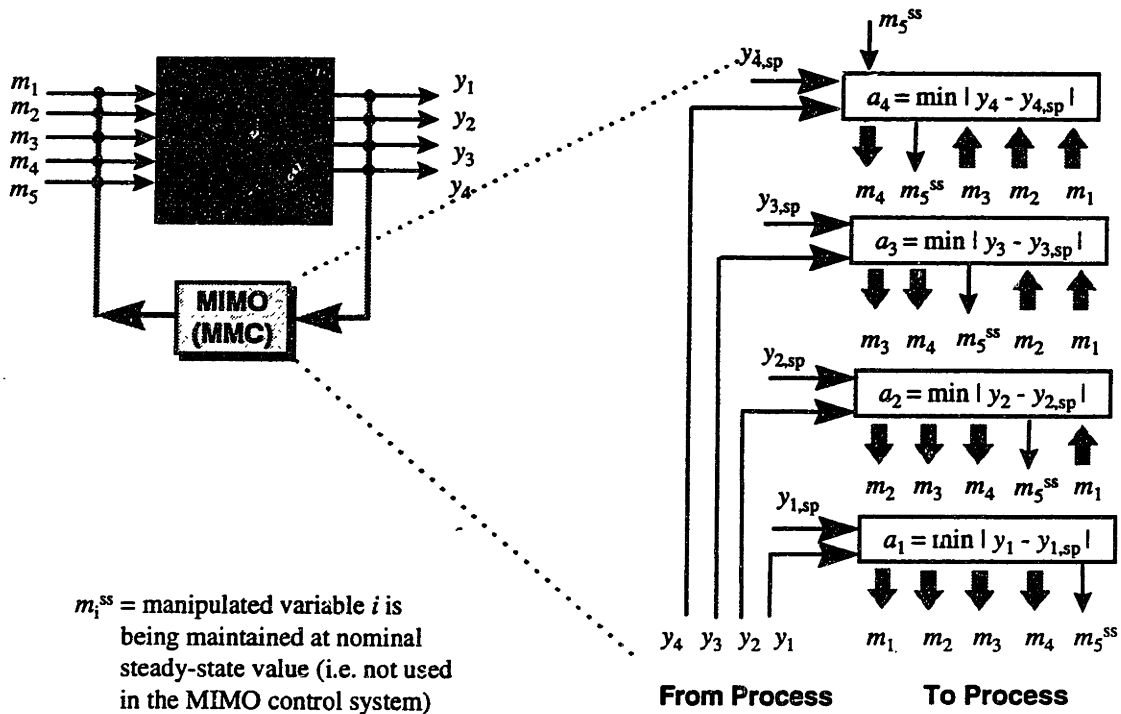 m₁
m₂
m₃
m₄
m₅
y₁
y₂
y₃
y₄
MIMO
(MMC)
m₅ˢˢ
y₄,sp
a₄ = min | y₄ - y₄,sp |
m₄ m₅ˢˢ m₃ m₂ m₁
y₃,sp
a₃ = min | y₃ - y₃,sp |
m₃ m₄ m₅ˢˢ m₂ m₁
y₂,sp
a₂ = min | y₂ - y₂,sp |
m₂ m₃ m₄ m₅ˢˢ m₁
y₁,sp
a₁ = min | y₁ - y₁,sp |
y₄ y₃ y₂ y₁
m₁ m₂ m₃ m₄ m₅ˢˢ
From Process
To Process
mᵢˢˢ = manipulated variable i is
being maintained at nominal
steady-state value (i.e. not used
in the MIMO control system)